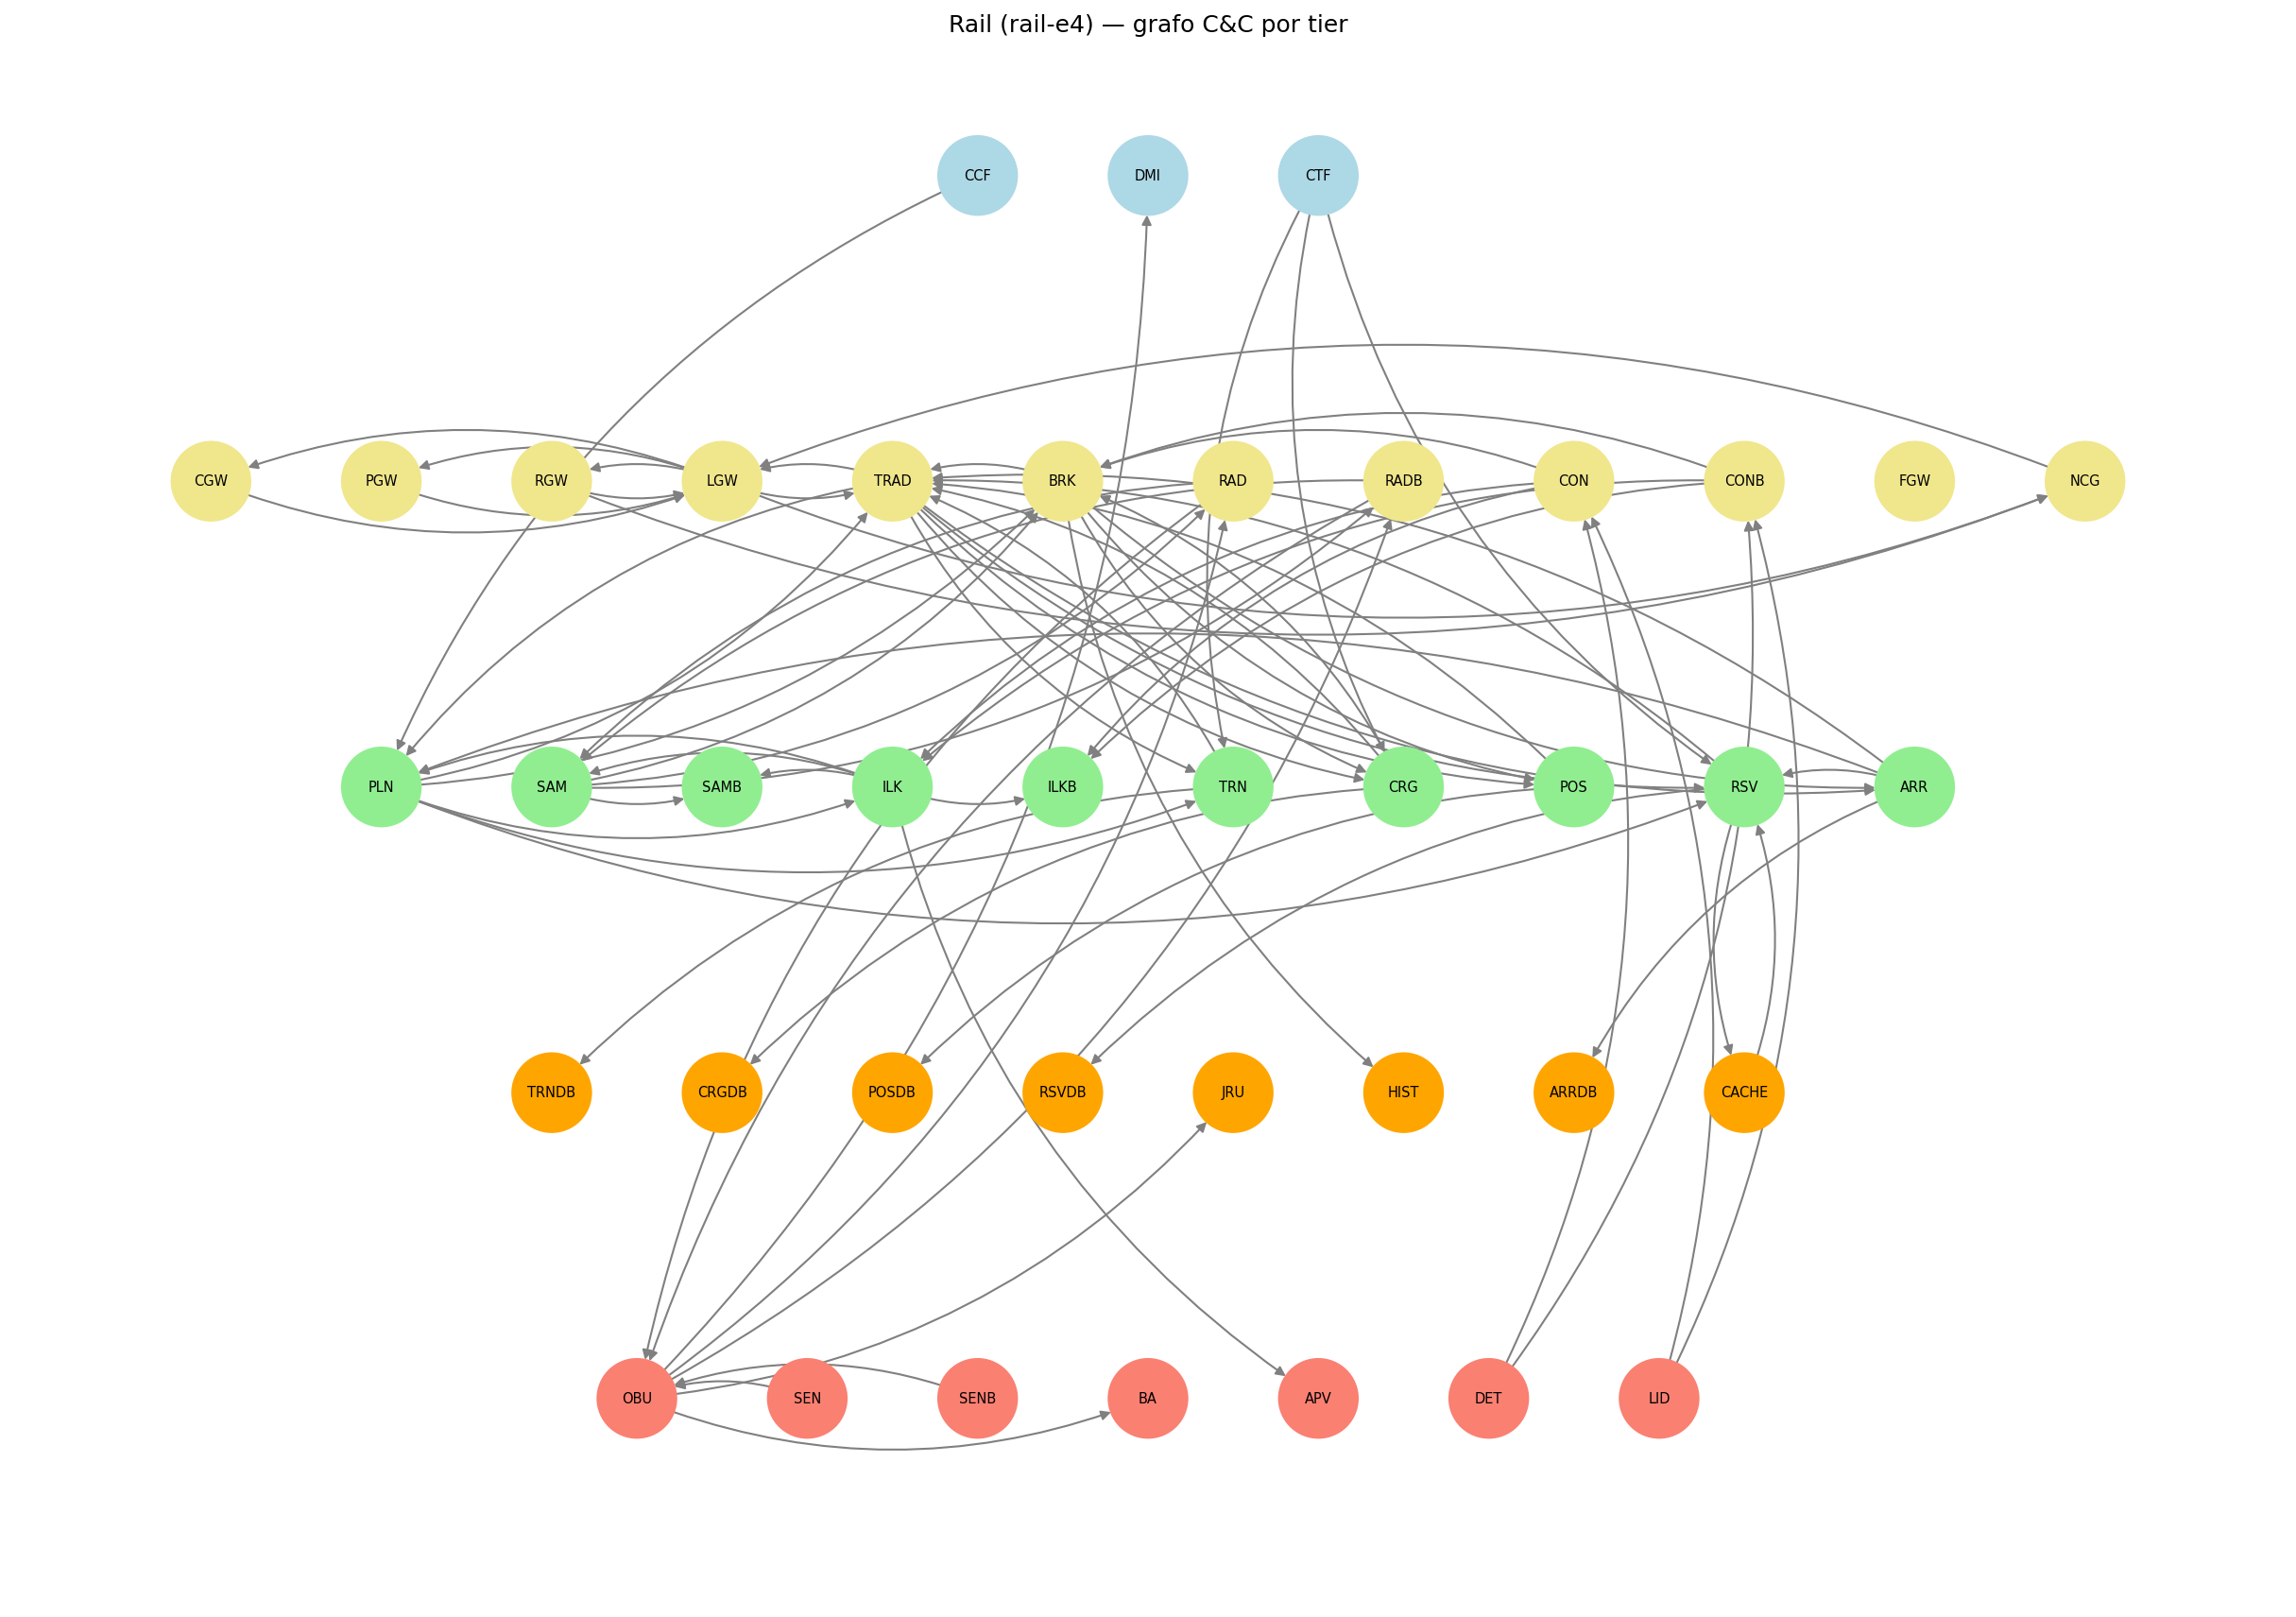 Rail (rail-e4) — grafo C&C por tier
CCF
DMI
CTF
CGW
PGW
RGW
LGW
TRAD
BRK
RAD
RADB
CON
CONB
FGW
NCG
PLN
SAM
SAMB
ILK
ILKB
TRN
CRG
POS
RSV
ARR
TRNDB
CRGDB
POSDB
RSVDB
JRU
HIST
ARRDB
CACHE
OBU
SEN
SENB
BA
APV
DET
LID